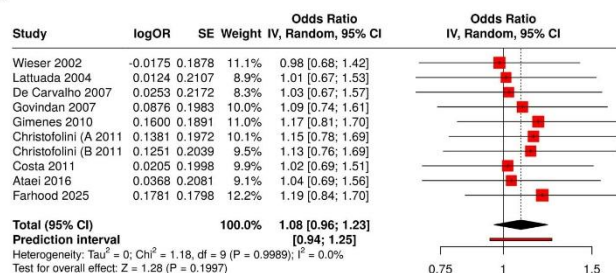 Odds Ratio Odds Ratio
Study logOR SE Weight IV, Random, 95% CI IV, Random, 95% CI
Wieser 2002 -0.0175 0.1878 11.1% 0.98 [0.68; 1.42]
Lattuada 2004 0.0124 0.2107 8.9% 1.01 [0.67; 1.53]
De Carvalho 2007 0.0253 0.2172 8.3% 1.03 [0.67; 1.57]
Govindan 2007 0.0876 0.1983 10.0% 1.09 [0.74; 1.61]
Gimenes 2010 0.1600 0.1891 11.0% 1.17 [0.81; 1.70]
Christofolini (A 2011 0.1381 0.1972 10.1% 1.15 [0.78; 1.69]
Christofolini (B 2011 0.1251 0.2039 9.5% 1.13 [0.76; 1.69]
Costa 2011 0.0205 0.1998 9.9% 1.02 [0.69; 1.51]
Ataei 2016 0.0368 0.2081 9.1% 1.04 [0.69; 1.56]
Farhood 2025 0.1781 0.1798 12.2% 1.19 [0.84; 1.70]
Total (95% CI) 100.0% 1.08 [0.96; 1.23]
Prediction interval [0.94; 1.25]
Heterogeneity: Tau² = 0; Chi² = 1.18, df = 9 (P = 0.9989); I² = 0.0%
Test for overall effect: Z = 1.28 (P = 0.1997)
0.75 1 1.5